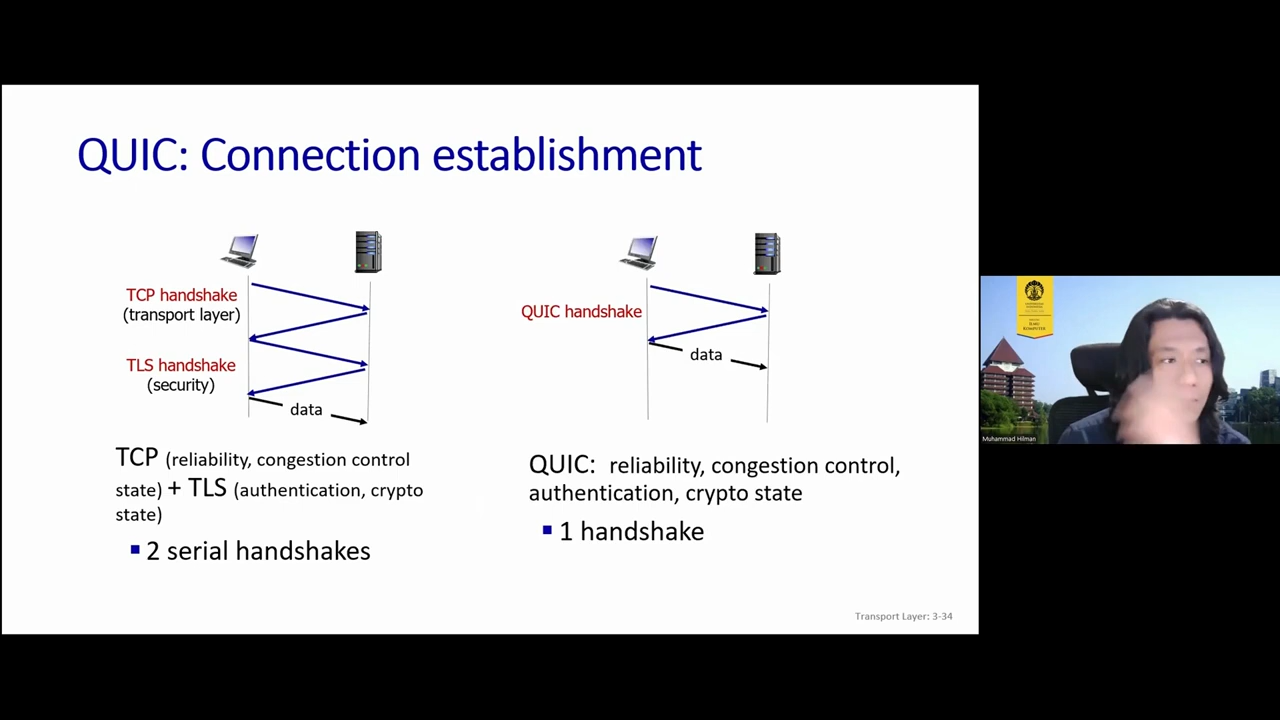 QUIC: Connection establishment
TCP handshake
(transport layer)
TLS handshake
(security)
data
TCP (reliability, congestion control
state) + TLS (authentication, crypto
state)
▪ 2 serial handshakes
QUIC handshake
data
QUIC: reliability, congestion control,
authentication, crypto state
▪ 1 handshake
Transport Layer: 3-34
ILMU
KOMPUTER
Muhammad Hilman